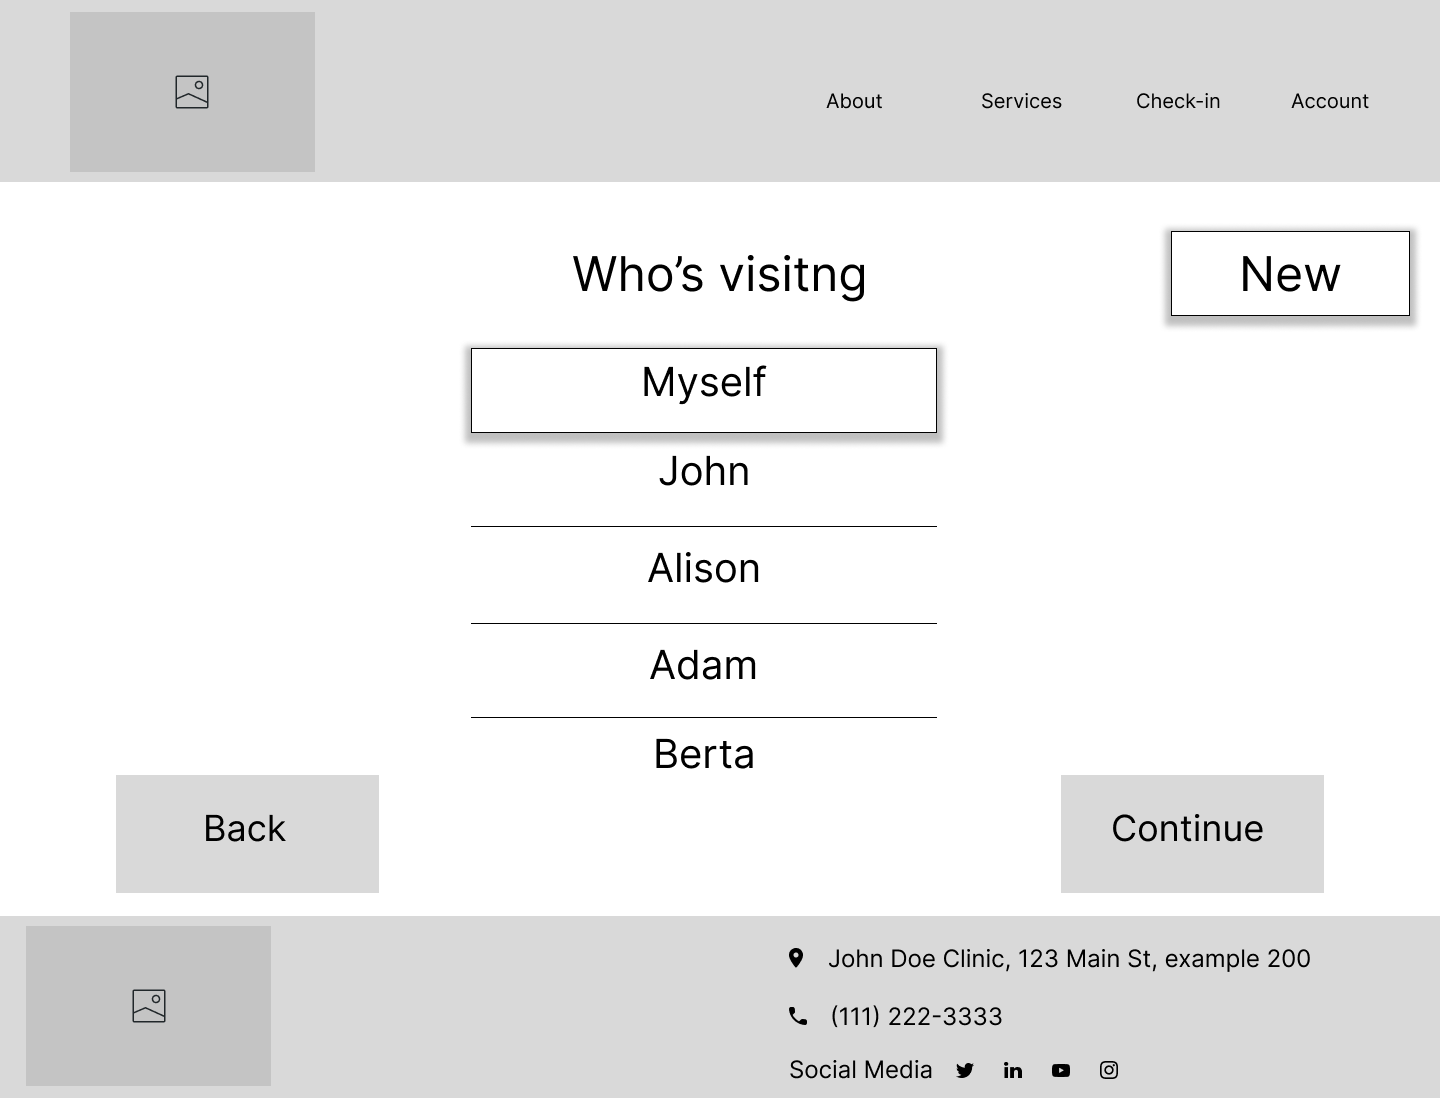 About
Services
Check-in
Account
Who’s visitng
New
Myself
John
Alison
Adam
Berta
Back
Continue
John Doe Clinic, 123 Main St, example 200
(111) 222-3333
Social Media